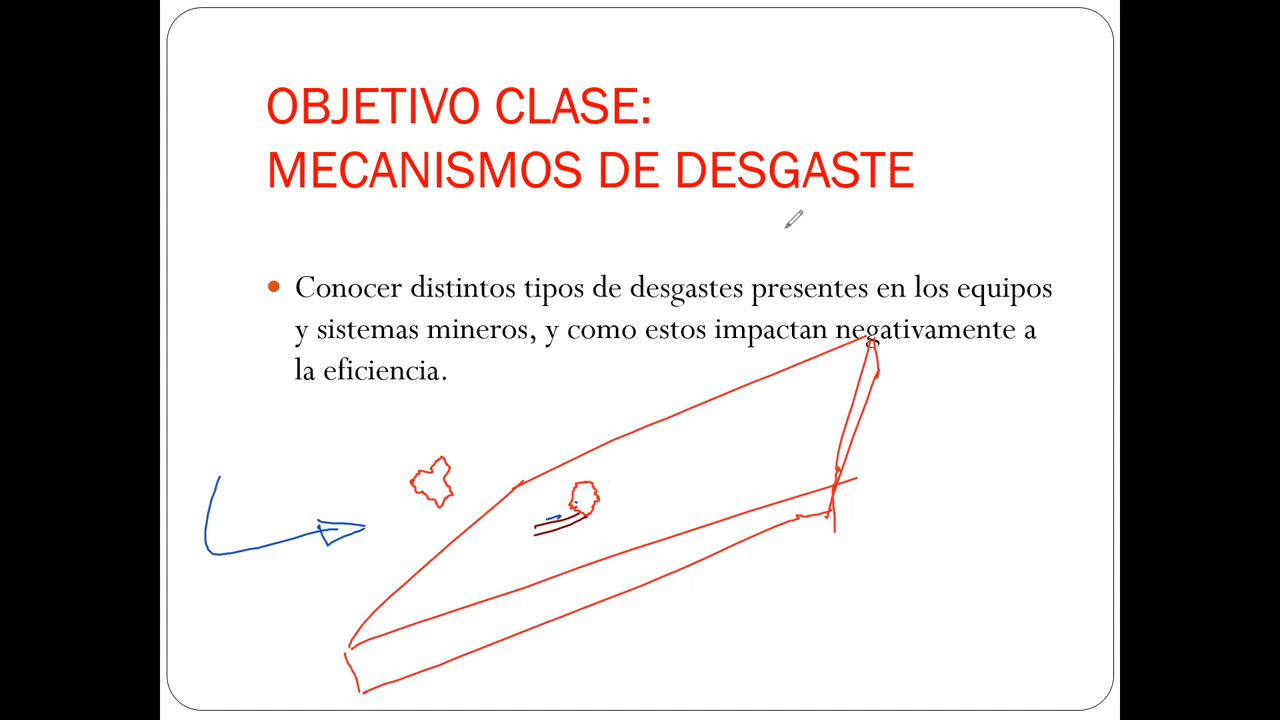 OBJETIVO CLASE:
MECANISMOS DE DESGASTE
Conocer distintos tipos de desgastes presentes en los equipos
y sistemas mineros, y como estos impactan negativamente a
la eficiencia.